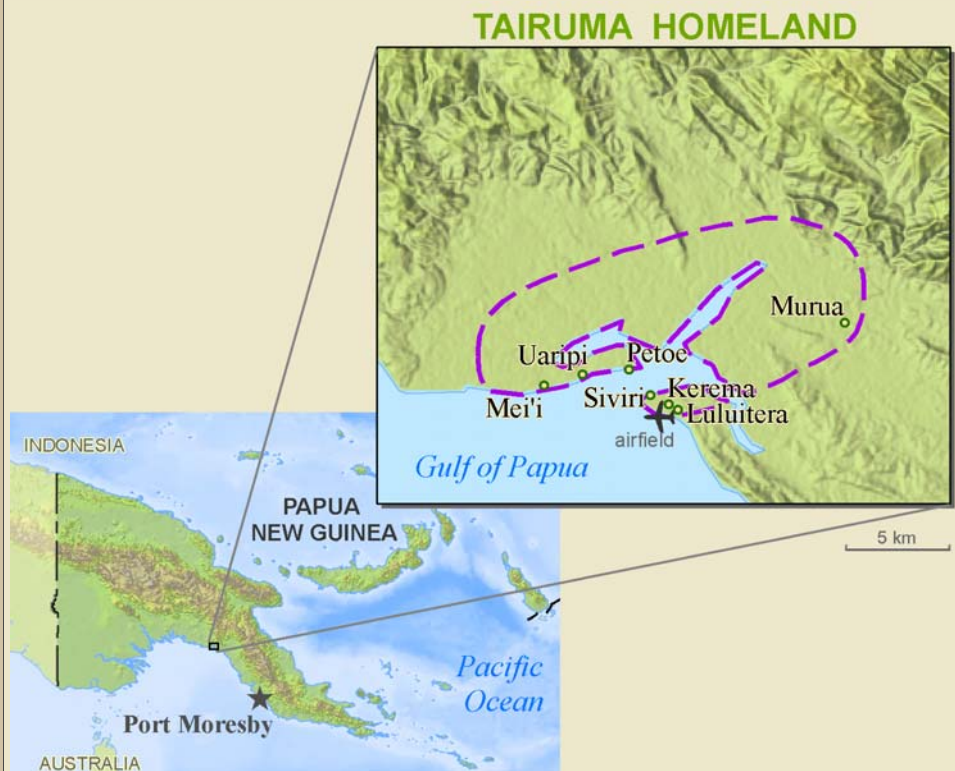 TAIRUMA HOMELAND
Murua
Uaripi
Petoe
Mei'i
Siviri
Kerema
Luluitera
airfield
Gulf of Papua
5 km
INDONESIA
PAPUA
NEW GUINEA
Pacific
Ocean
Port Moresby
AUSTRALIA